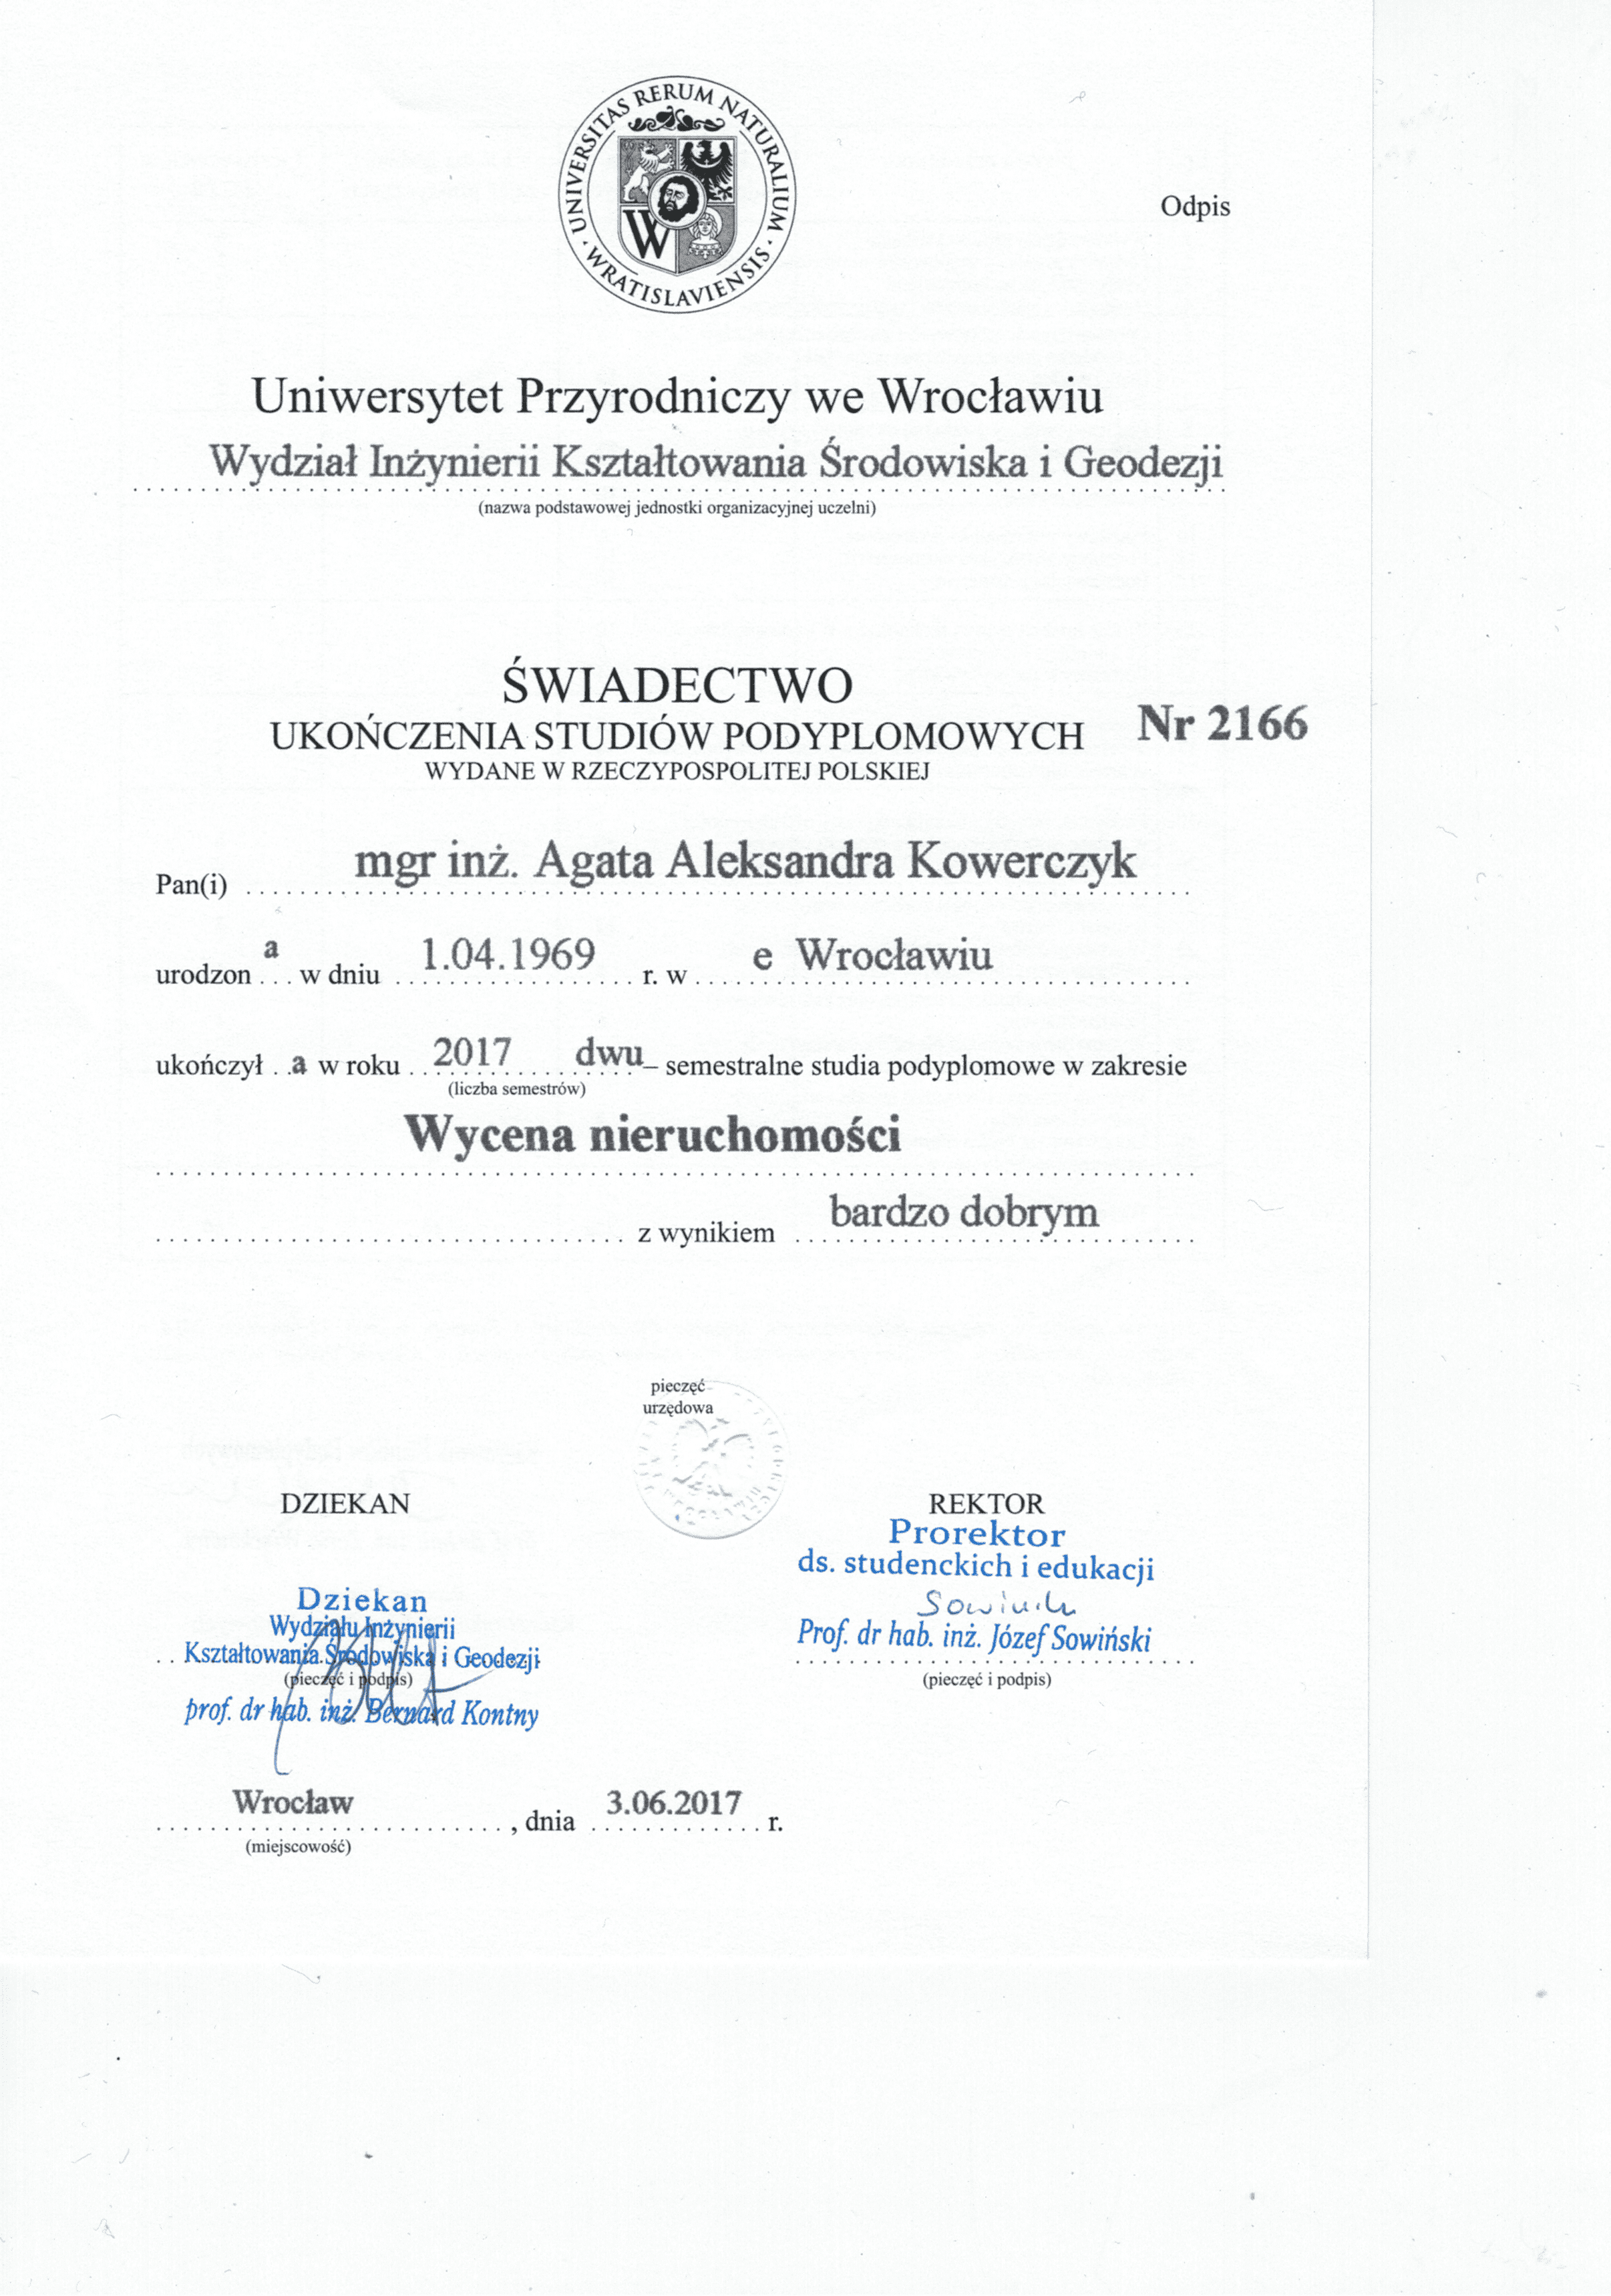 UNIVERSITAS RERUM NATURALIUM · WRATISLAVIENSIS ·
W
Odpis
Uniwersytet Przyrodniczy we Wrocławiu
Wydział Inżynierii Kształtowania Środowiska i Geodezji
(nazwa podstawowej jednostki organizacyjnej uczelni)
ŚWIADECTWO
UKOŃCZENIA STUDIÓW PODYPLOMOWYCH Nr 2166
WYDANE W RZECZYPOSPOLITEJ POLSKIEJ
Pan(i) mgr inż. Agata Aleksandra Kowerczyk
urodzon a w dniu 1.04.1969 r. w e Wrocławiu
ukończył a w roku 2017 dwu – semestralne studia podyplomowe w zakresie
(liczba semestrów)
Wycena nieruchomości
z wynikiem bardzo dobrym
pieczęć
urzędowa
DZIEKAN
Dziekan
Wydziału Inżynierii
Kształtowania Środowiska i Geodezji
(pieczęć i podpis)
prof. dr hab. inż. Bernard Kontny
REKTOR
Prorektor
ds. studenckich i edukacji
Prof. dr hab. inż. Józef Sowiński
(pieczęć i podpis)
Wrocław , dnia 3.06.2017 r.
(miejscowość)